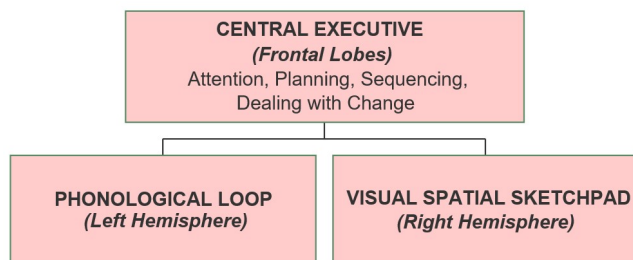 CENTRAL EXECUTIVE
(Frontal Lobes)
Attention, Planning, Sequencing,
Dealing with Change
PHONOLOGICAL LOOP
(Left Hemisphere)
VISUAL SPATIAL SKETCHPAD
(Right Hemisphere)